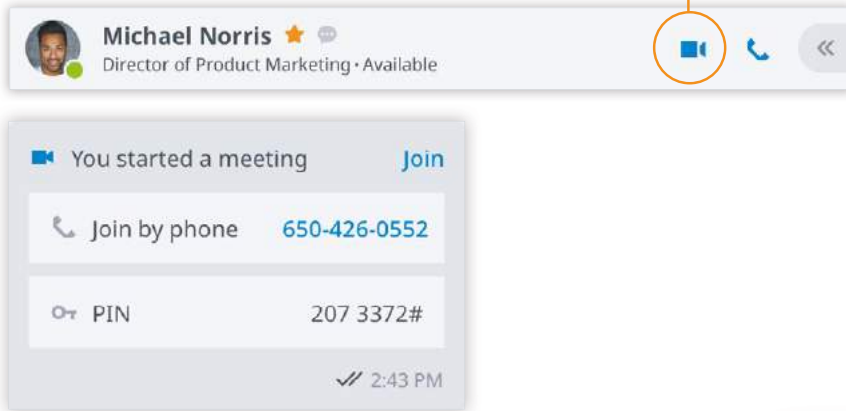 Michael Norris
Director of Product Marketing · Available
You started a meeting Join
Join by phone 650-426-0552
PIN 207 3372#
2:43 PM